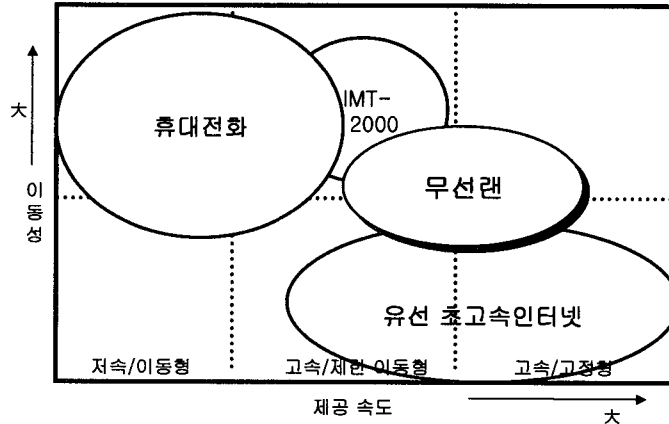 大
이동성
휴대전화
IMT-
2000
무선랜
유선 초고속인터넷
저속/이동형
고속/제한 이동형
고속/고정형
제공 속도
大